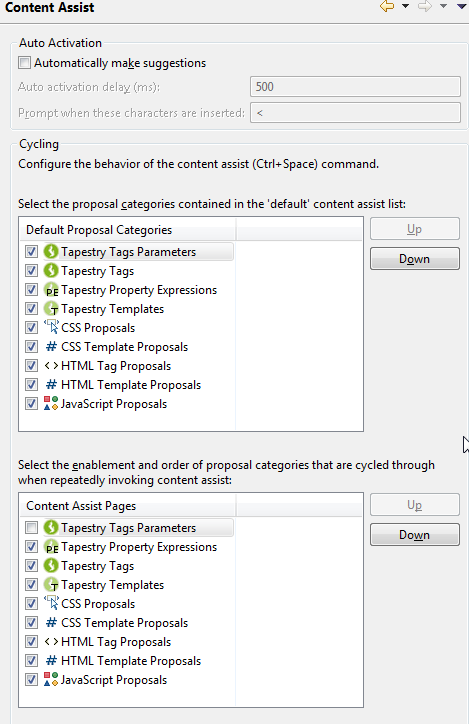 Content Assist
Auto Activation
Automatically make suggestions
Auto activation delay (ms):
500
Prompt when these characters are inserted:
<
Cycling
Configure the behavior of the content assist (Ctrl+Space) command.
Select the proposal categories contained in the 'default' content assist list:
Default Proposal Categories
Up
Tapestry Tags Parameters
Down
Tapestry Tags
PE Tapestry Property Expressions
T Tapestry Templates
CSS Proposals
# CSS Template Proposals
<> HTML Tag Proposals
# HTML Template Proposals
JavaScript Proposals
Select the enablement and order of proposal categories that are cycled through
when repeatedly invoking content assist:
Content Assist Pages
Up
Tapestry Tags Parameters
Down
PE Tapestry Property Expressions
Tapestry Tags
T Tapestry Templates
CSS Proposals
# CSS Template Proposals
<> HTML Tag Proposals
# HTML Template Proposals
JavaScript Proposals